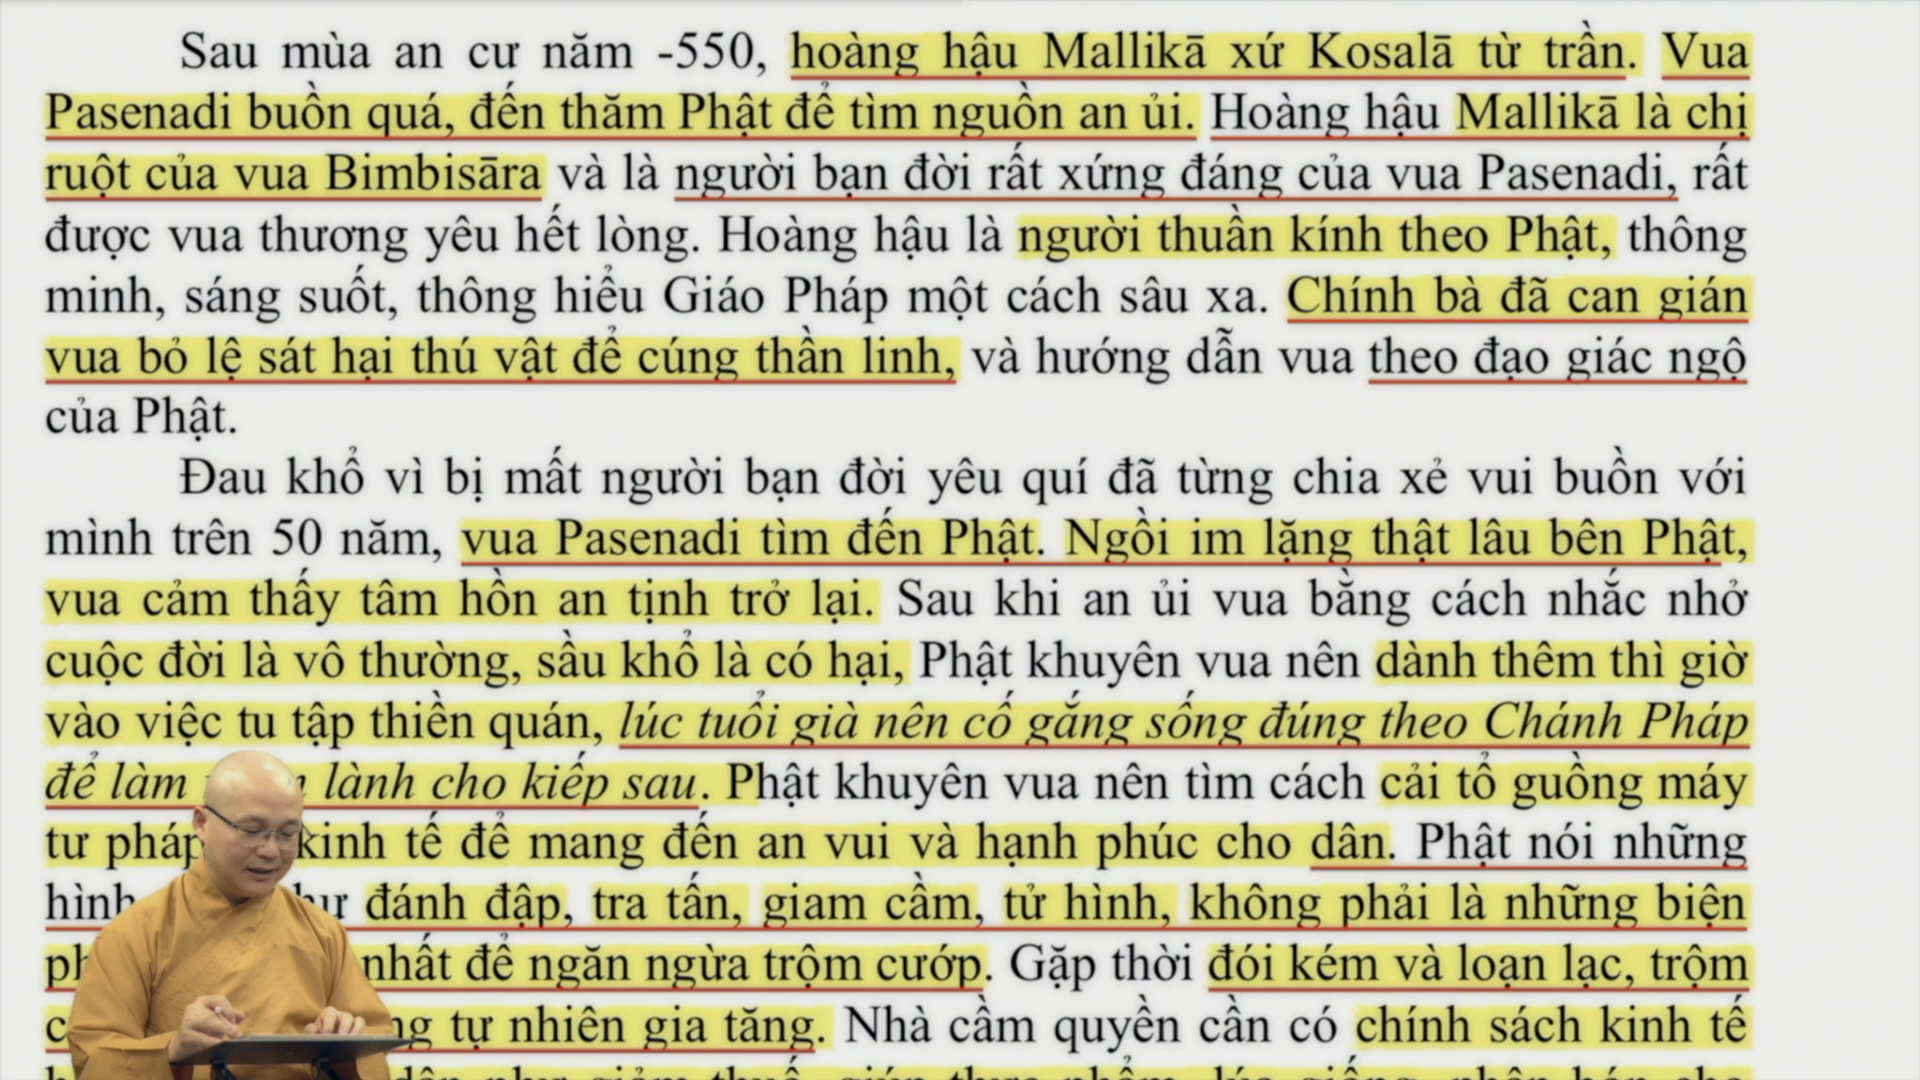 Sau mùa an cư năm -550, hoàng hậu Mallikā xứ Kosalā từ trần. Vua
Pasenadi buồn quá, đến thăm Phật để tìm nguồn an ủi. Hoàng hậu Mallikā là chị
ruột của vua Bimbisāra và là người bạn đời rất xứng đáng của vua Pasenadi, rất
được vua thương yêu hết lòng. Hoàng hậu là người thuần kính theo Phật, thông
minh, sáng suốt, thông hiểu Giáo Pháp một cách sâu xa. Chính bà đã can gián
vua bỏ lệ sát hại thú vật để cúng thần linh, và hướng dẫn vua theo đạo giác ngộ
của Phật.
Đau khổ vì bị mất người bạn đời yêu quí đã từng chia xẻ vui buồn với
mình trên 50 năm, vua Pasenadi tìm đến Phật. Ngồi im lặng thật lâu bên Phật,
vua cảm thấy tâm hồn an tịnh trở lại. Sau khi an ủi vua bằng cách nhắc nhở
cuộc đời là vô thường, sầu khổ là có hại, Phật khuyên vua nên dành thêm thì giờ
vào việc tu tập thiền quán, lúc tuổi già nên cố gắng sống đúng theo Chánh Pháp
để làm lành cho kiếp sau. Phật khuyên vua nên tìm cách cải tổ guồng máy
tư pháp kinh tế để mang đến an vui và hạnh phúc cho dân. Phật nói những
hình đánh đập, tra tấn, giam cầm, tử hình, không phải là những biện
nhất để ngăn ngừa trộm cướp. Gặp thời đói kém và loạn lạc, trộm
tự nhiên gia tăng. Nhà cầm quyền cần có chính sách kinh tế